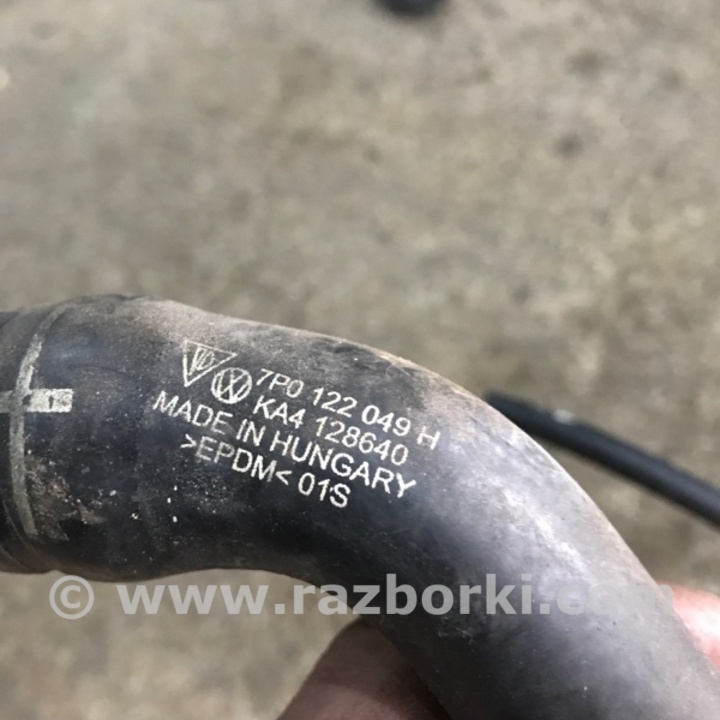 7P0 122 049 H
KA4 128640
MADE IN HUNGARY
>EPDM< 01S
© www.razborki.com